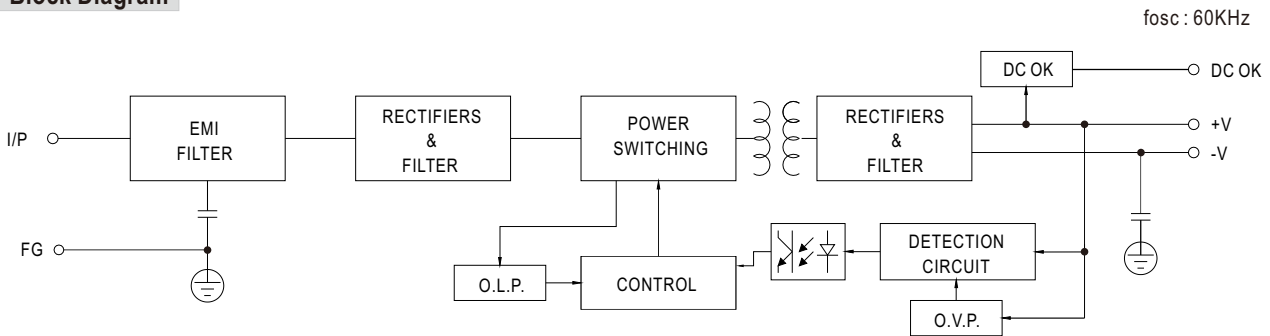 Block Diagram
fosc : 60KHz
DC OK
DC OK
I/P
EMI
FILTER
RECTIFIERS
&
FILTER
POWER
SWITCHING
RECTIFIERS
&
FILTER
+V
-V
FG
O.L.P.
CONTROL
DETECTION
CIRCUIT
O.V.P.